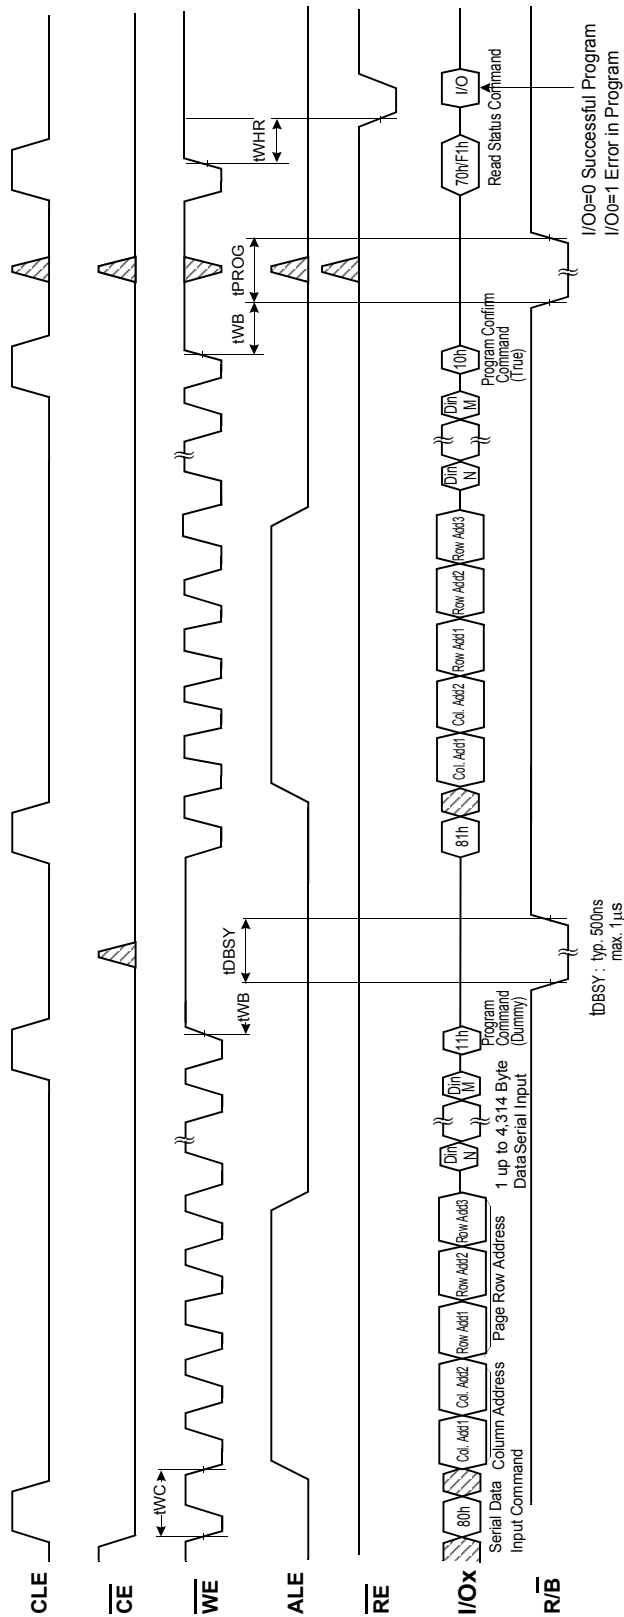 CLE
CE
WE
tWC
tWB
tDBSY
tWB
tPROG
tWHR
ALE
RE
I/Ox
80h
Col. Add1
Col. Add2
Row Add1
Row Add2
Row Add3
Din
N
Din
M
11h
81h
Col. Add1
Col. Add2
Row Add1
Row Add2
Row Add3
Din
N
Din
M
10h
70h/F1h
I/O
Serial Data
Input Command
Column Address
Page Row Address
1 up to 4,314 Byte
DataSerial Input
Program
Command
(Dummy)
Program Confirm
Command
(True)
Read Status Command
R/B
tDBSY : typ. 500ns
max. 1µs
I/O0=0 Successful Program
I/O0=1 Error in Program